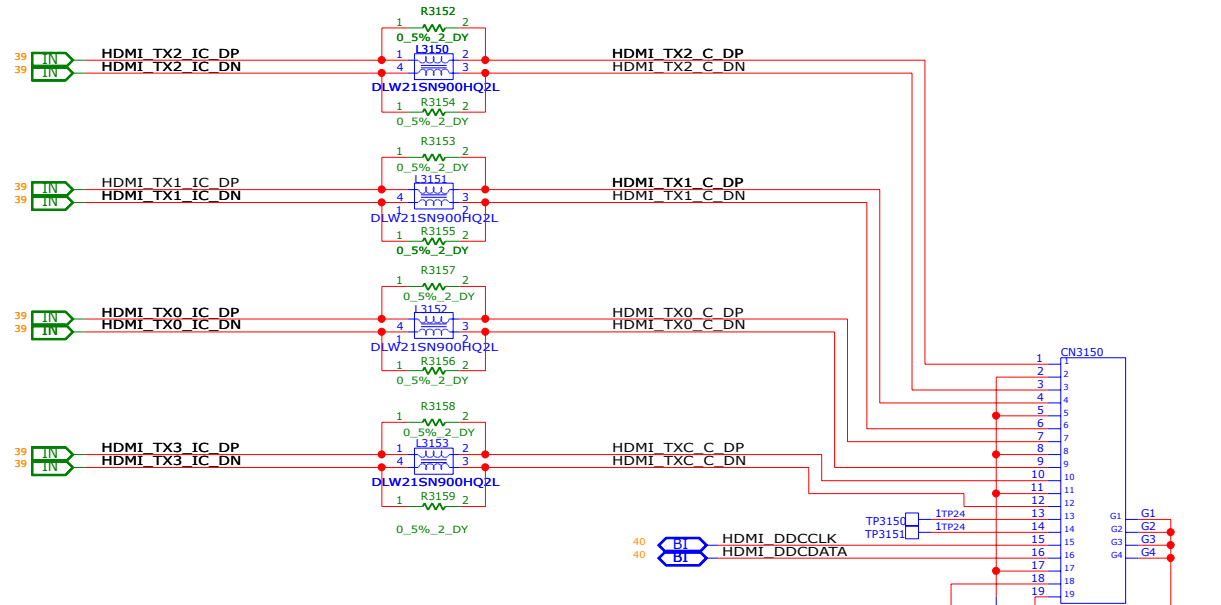 R3152
1 2
0_5%_2_DY
39 IN HDMI_TX2_IC_DP 1 L3150 2 HDMI_TX2_C_DP
39 IN HDMI_TX2_IC_DN 4 3 HDMI_TX2_C_DN
DLW21SN900HQ2L
1 R3154 2
0_5%_2_DY
R3153
1 2
0_5%_2_DY
L3151
39 IN HDMI_TX1_IC_DP HDMI_TX1_C_DP
39 IN HDMI_TX1_IC_DN 4 3 HDMI_TX1_C_DN
1 2
DLW21SN900HQ2L
1 R3155 2
0_5%_2_DY
R3157
1 2
0_5%_2_DY
L3152
39 IN HDMI_TX0_IC_DP HDMI_TX0_C_DP
39 IN HDMI_TX0_IC_DN 4 3 HDMI_TX0_C_DN
1 2
DLW21SN900HQ2L
1 R3156 2
0_5%_2_DY
R3158
1 2
0_5%_2_DY
L3153
39 IN HDMI_TX3_IC_DP 1 2 HDMI_TXC_C_DP
39 IN HDMI_TX3_IC_DN 4 3 HDMI_TXC_C_DN
DLW21SN900HQ2L
1 R3159 2
0_5%_2_DY
CN3150
1 1
2 2
3 3
4 4
5 5
6 6
7 7
8 8
9 9
10 10
11 11
12 12
TP3150 1 TP24 13 13 G1 G1
TP3151 1 TP24 14 14 G2 G2
40 BI HDMI_DDCCLK 15 15 G3 G3
40 BI HDMI_DDCDATA 16 16 G4 G4
17 17
18 18
19 19